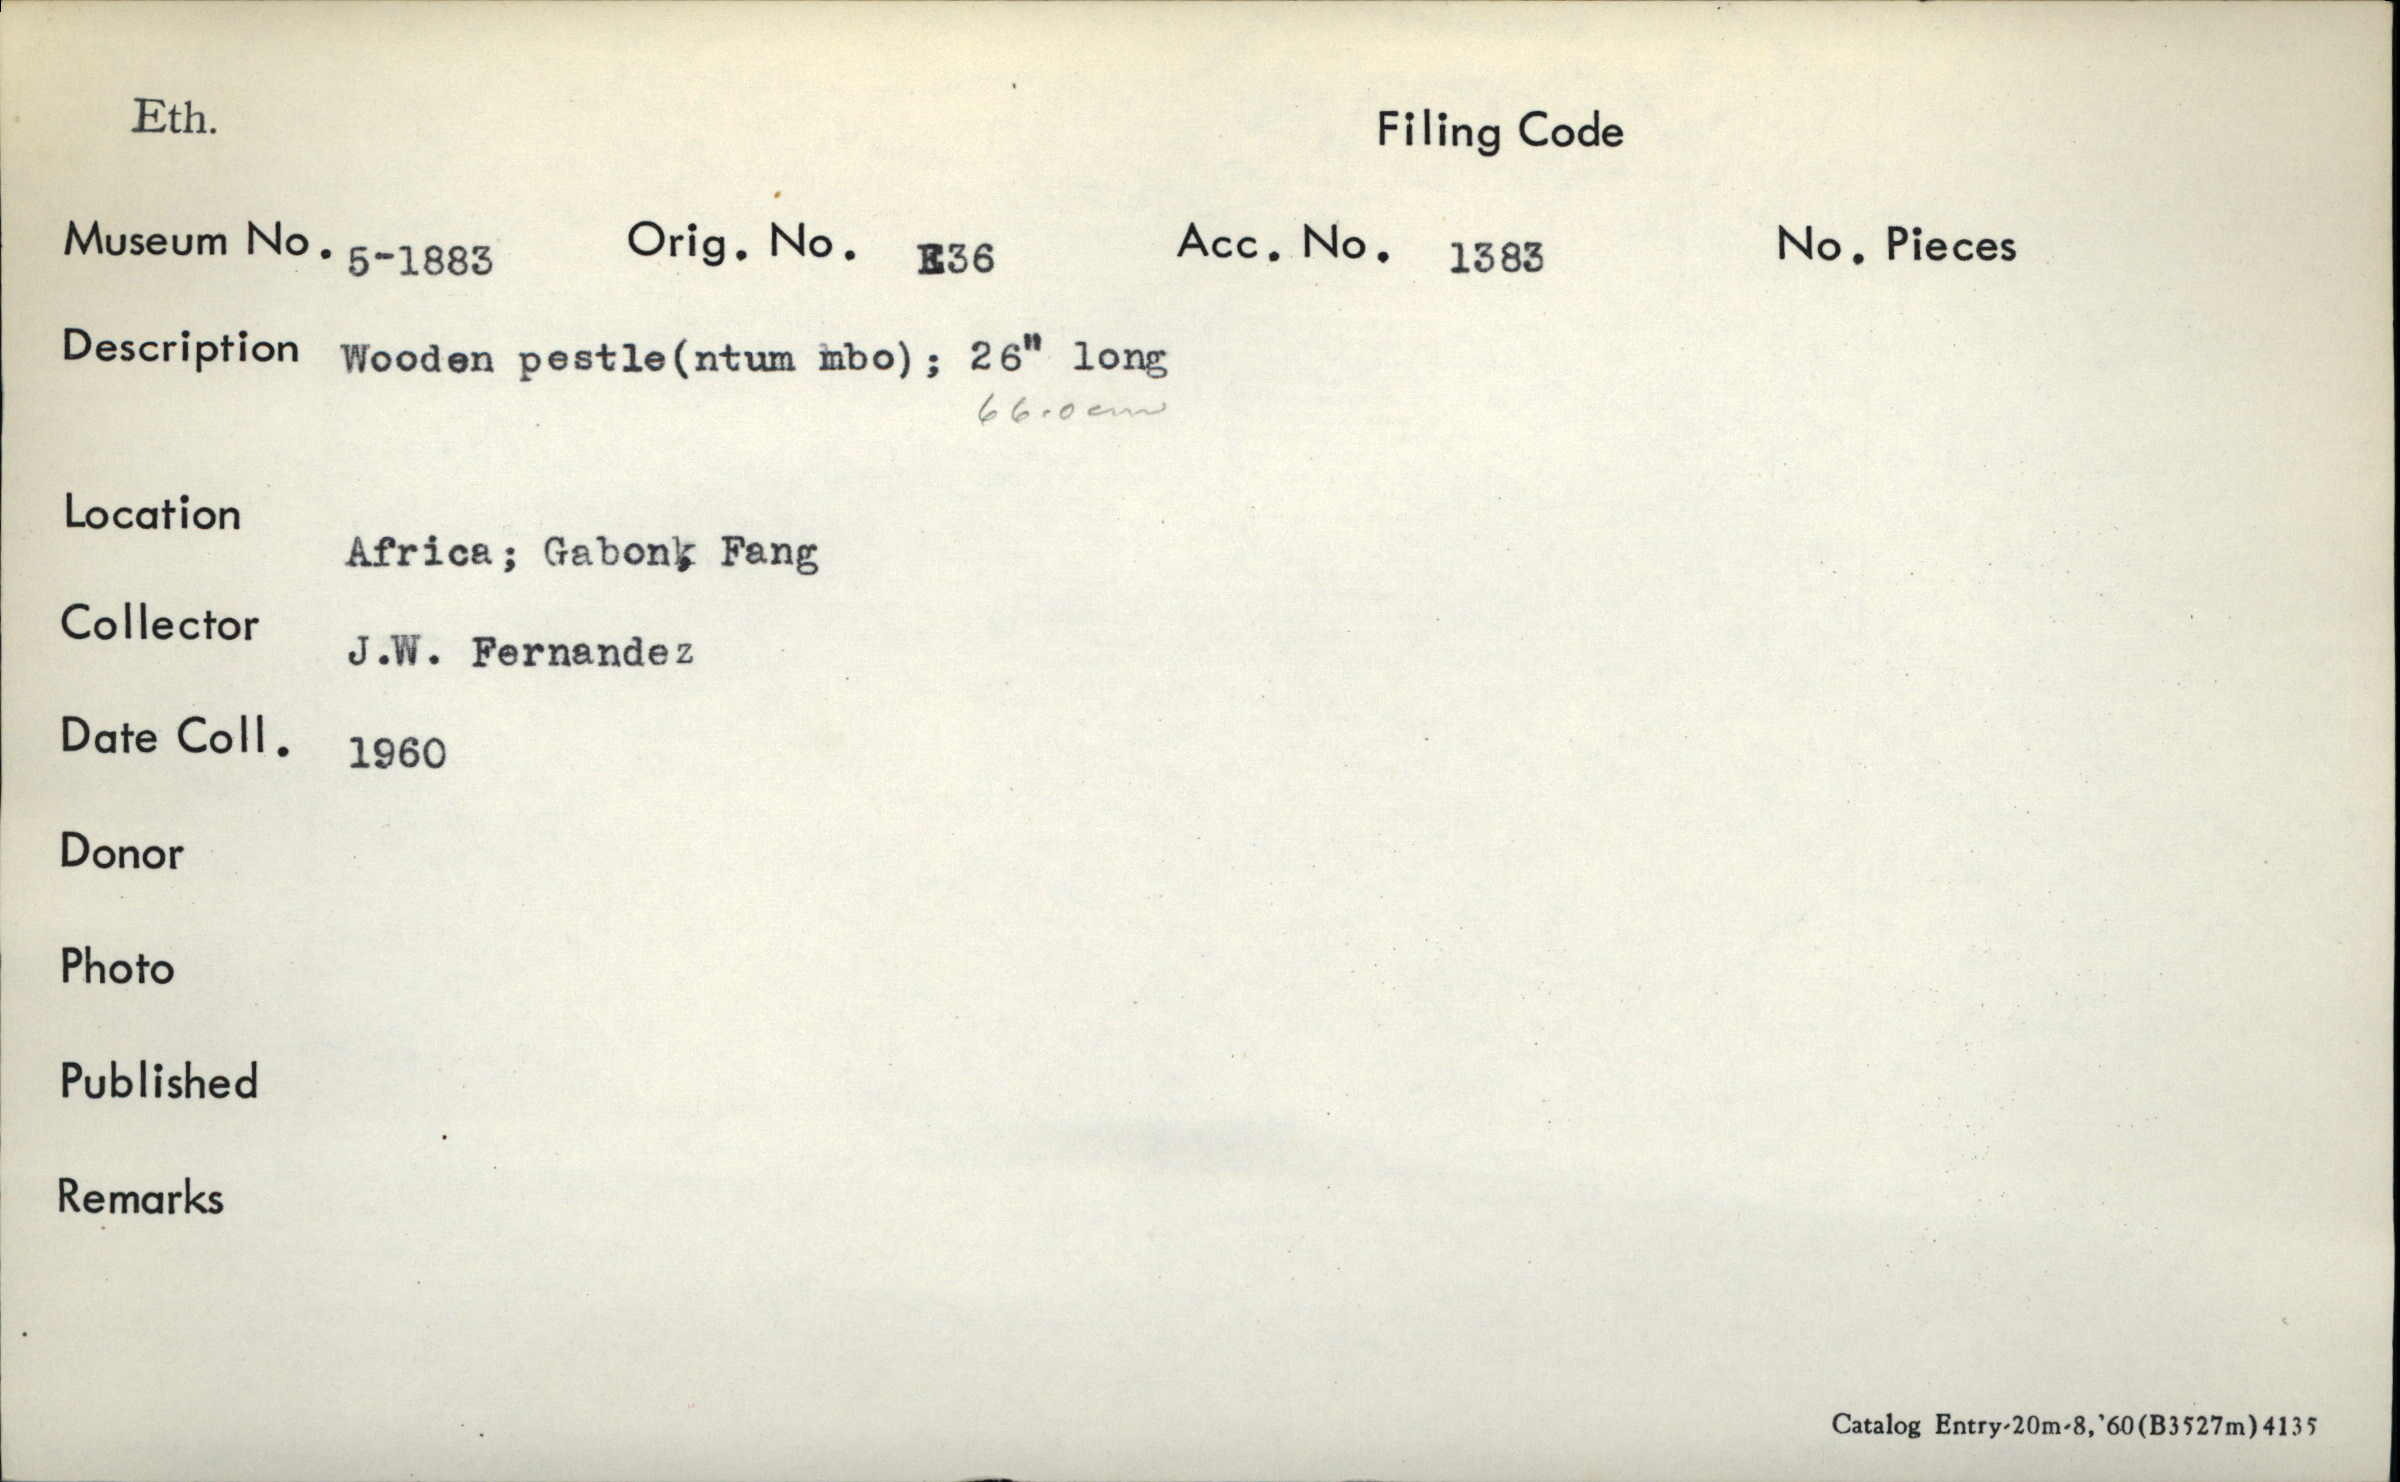 Eth.
Filing Code
Museum No. 5-1883 Orig. No. E36 Acc. No. 1383 No. Pieces
Description Wooden pestle(ntum mbo); 26" long
66.0cm
Location
Africa; Gabon; Fang
Collector
J.W. Fernandez
Date Coll. 1960
Donor
Photo
Published
Remarks
Catalog Entry-20m-8,'60(B3527m)4135